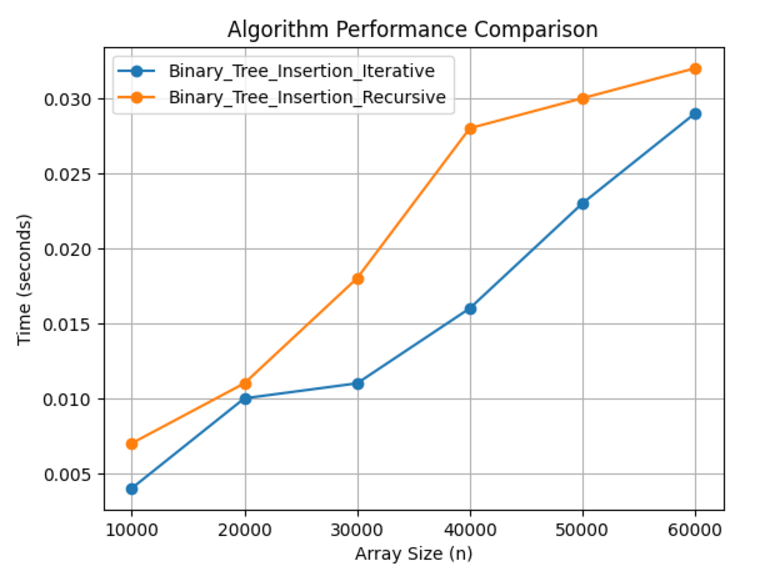 Algorithm Performance Comparison
Binary_Tree_Insertion_Iterative
Binary_Tree_Insertion_Recursive
0.030
0.025
0.020
0.015
0.010
0.005
Time (seconds)
10000 20000 30000 40000 50000 60000
Array Size (n)